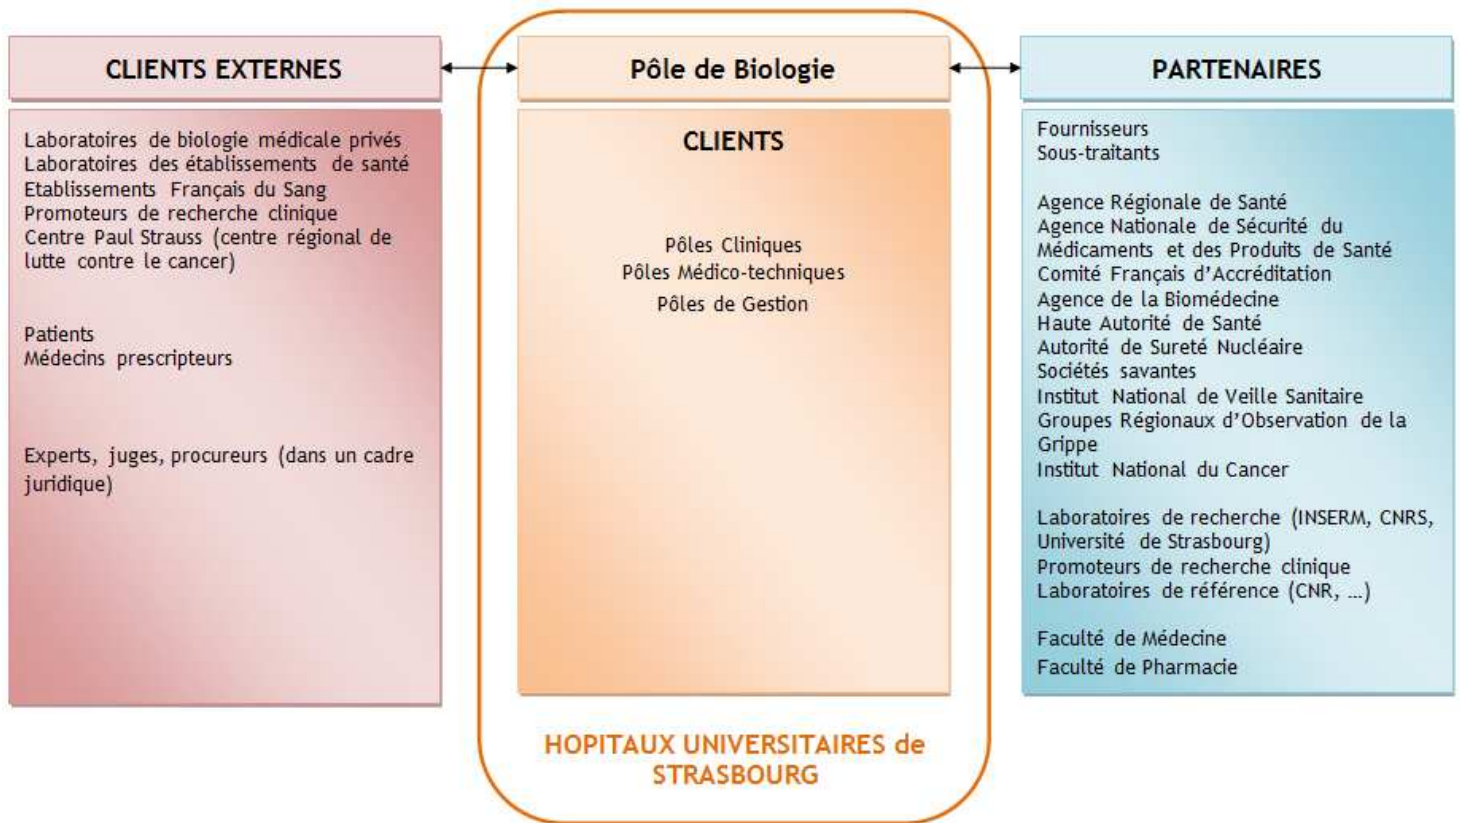 CLIENTS EXTERNES
Laboratoires de biologie médicale privés
Laboratoires des établissements de santé
Etablissements Français du Sang
Promoteurs de recherche clinique
Centre Paul Strauss (centre régional de
lutte contre le cancer)
Patients
Médecins prescripteurs
Experts, juges, procureurs (dans un cadre
juridique)
Pôle de Biologie
CLIENTS
Pôles Cliniques
Pôles Médico-techniques
Pôles de Gestion
HOPITAUX UNIVERSITAIRES de
STRASBOURG
PARTENAIRES
Fournisseurs
Sous-traitants
Agence Régionale de Santé
Agence Nationale de Sécurité du
Médicaments et des Produits de Santé
Comité Français d'Accréditation
Agence de la Biomédecine
Haute Autorité de Santé
Autorité de Sureté Nucléaire
Sociétés savantes
Institut National de Veille Sanitaire
Groupes Régionaux d'Observation de la
Grippe
Institut National du Cancer
Laboratoires de recherche (INSERM, CNRS,
Université de Strasbourg)
Promoteurs de recherche clinique
Laboratoires de référence (CNR, …)
Faculté de Médecine
Faculté de Pharmacie